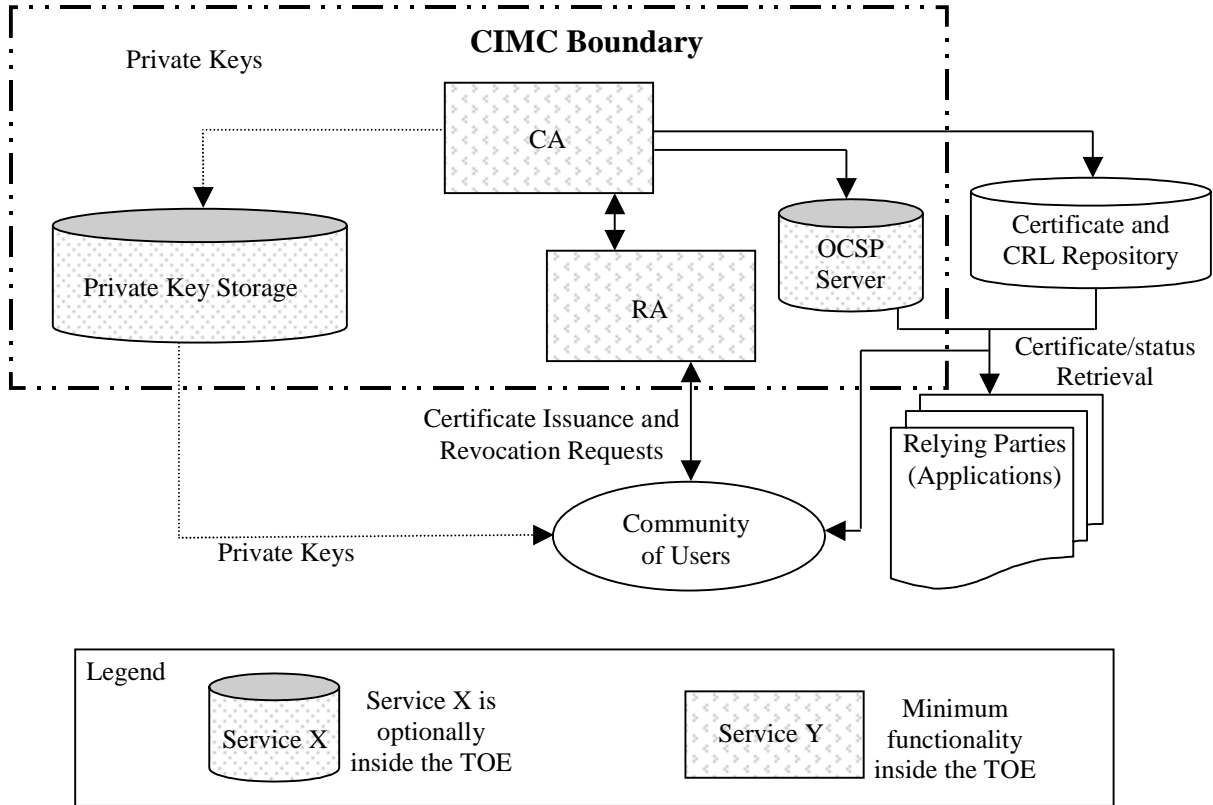 CIMC Boundary
Private Keys
CA
Certificate and
CRL Repository
OCSP
Server
Private Key Storage
RA
Certificate/status
Retrieval
Certificate Issuance and
Revocation Requests
Relying Parties
(Applications)
Community
of Users
Private Keys
Legend
Service X
Service X is
optionally
inside the TOE
Service Y
Minimum
functionality
inside the TOE